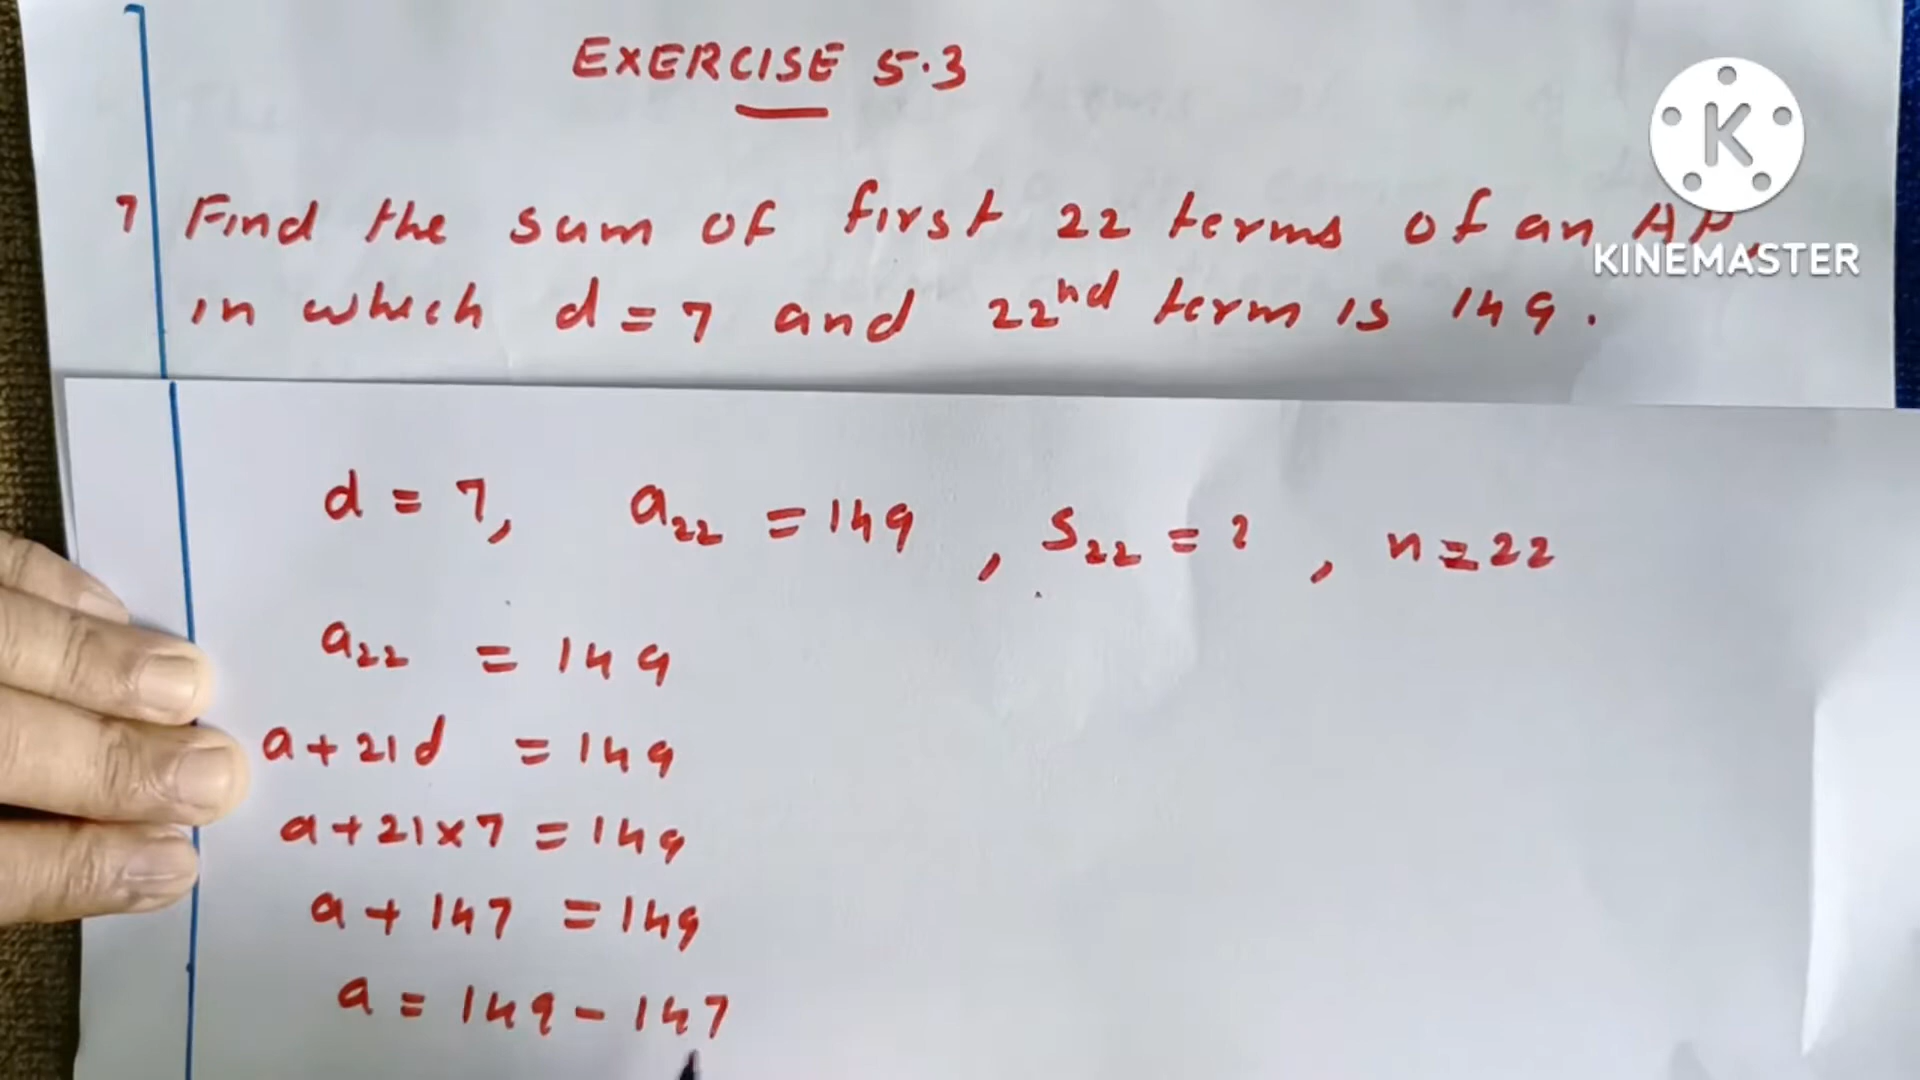 EXERCISE 5.3
7 Find the sum of first 22 terms of an AP
in which d = 7 and 22nd term is 149.
K
KINEMASTER
d = 7, a22 = 149, S22 = ?, n = 22
a22 = 149
a + 21d = 149
a + 21 x 7 = 149
a + 147 = 149
a = 149 - 147